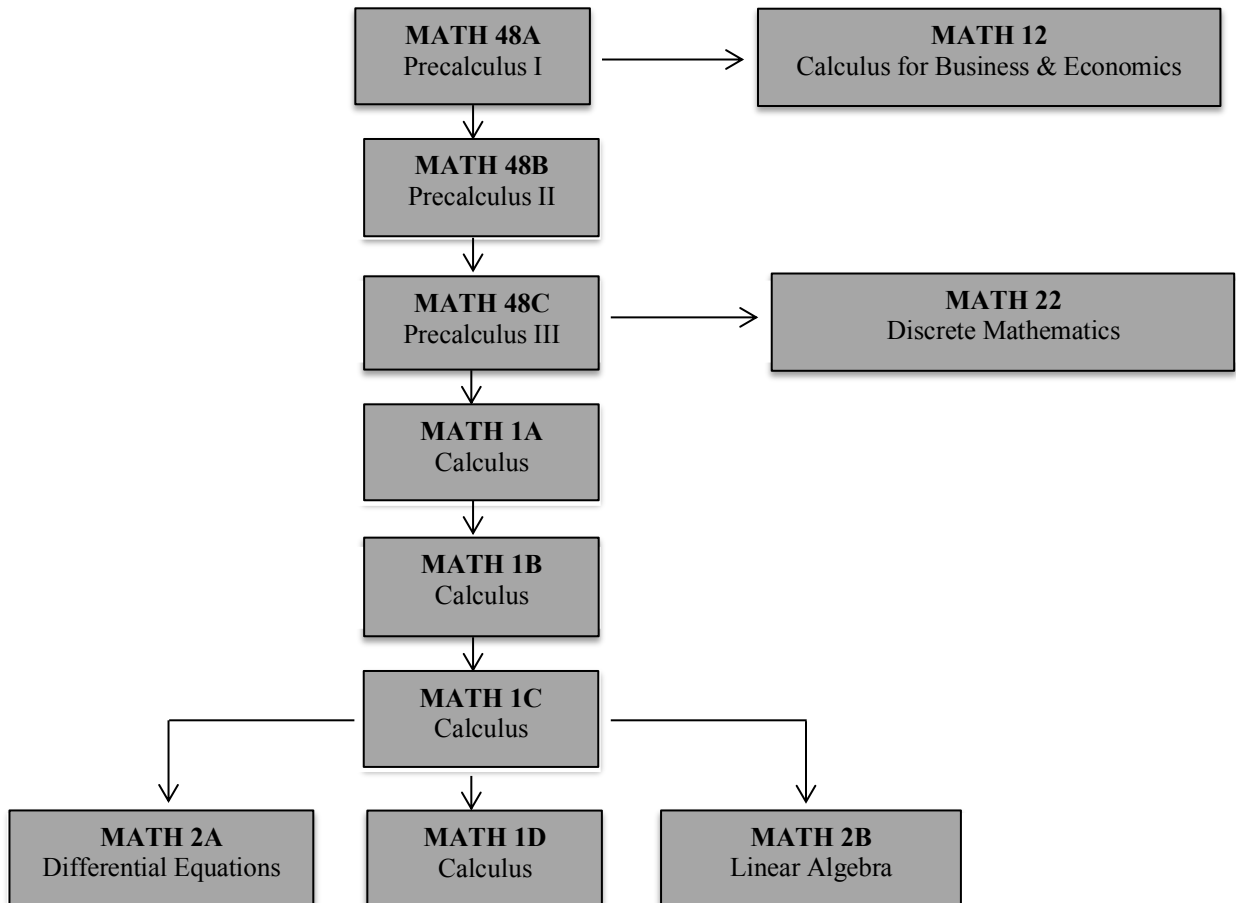 MATH 48A
Precalculus I
MATH 12
Calculus for Business & Economics
MATH 48B
Precalculus II
MATH 48C
Precalculus III
MATH 22
Discrete Mathematics
MATH 1A
Calculus
MATH 1B
Calculus
MATH 1C
Calculus
MATH 2A
Differential Equations
MATH 1D
Calculus
MATH 2B
Linear Algebra